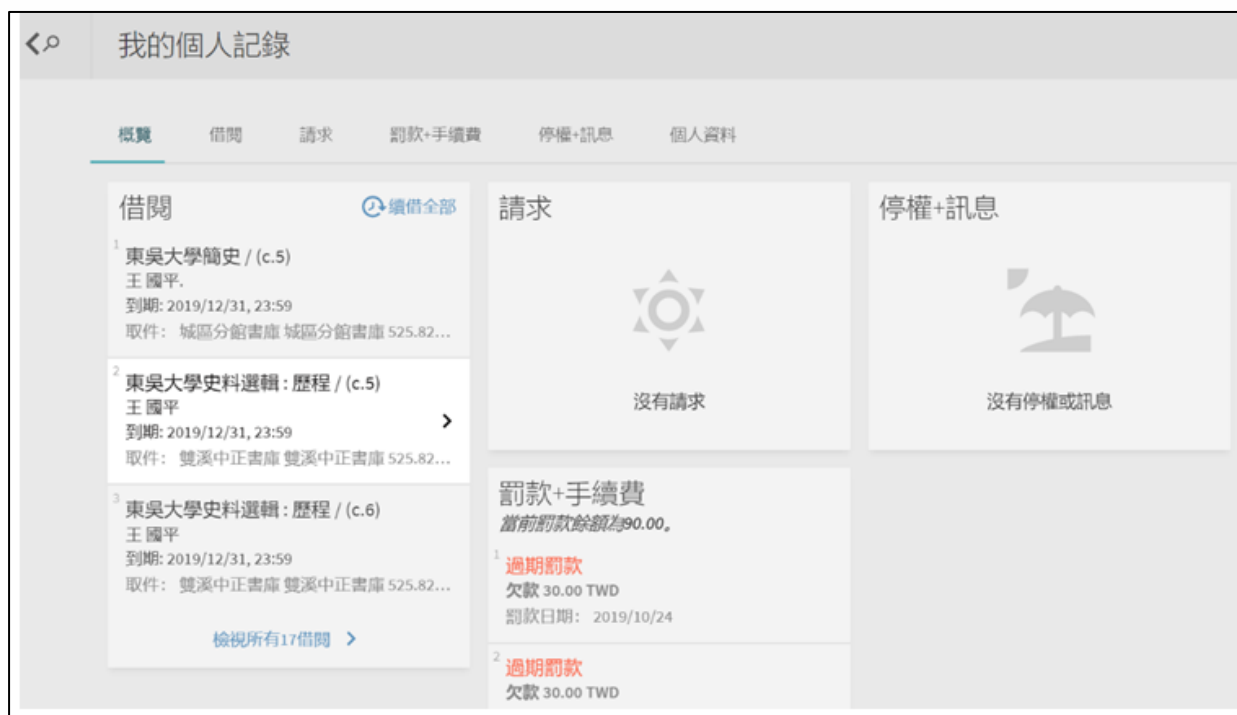 我的個人記錄
概覽 借閱 請求 罰款+手續費 停權+訊息 個人資料
借閱 續借全部
1 東吳大學簡史 / (c.5)
王 國平.
到期: 2019/12/31, 23:59
取件： 城區分館書庫 城區分館書庫 525.82...
2 東吳大學史料選輯 : 歷程 / (c.5)
王 國平
到期: 2019/12/31, 23:59
取件： 雙溪中正書庫 雙溪中正書庫 525.82...
3 東吳大學史料選輯 : 歷程 / (c.6)
王 國平
到期: 2019/12/31, 23:59
取件： 雙溪中正書庫 雙溪中正書庫 525.82...
檢視所有17借閱
請求
沒有請求
罰款+手續費
當前罰款餘額為90.00。
1 過期罰款
欠款 30.00 TWD
罰款日期： 2019/10/24
2 過期罰款
欠款 30.00 TWD
停權+訊息
沒有停權或訊息